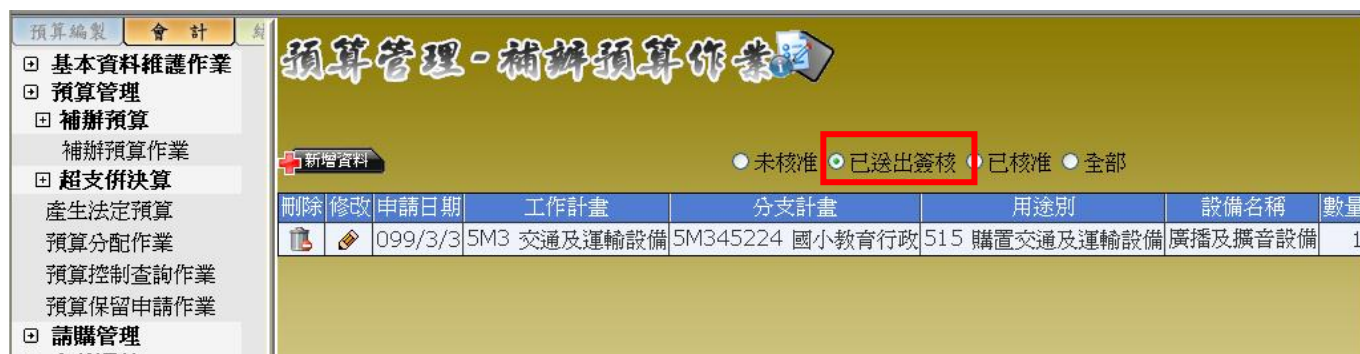 預算編製 會計
基本資料維護作業
預算管理
補辦預算
補辦預算作業
超支併決算
產生法定預算
預算分配作業
預算控制查詢作業
預算保留申請作業
請購管理
預算管理-補辦預算作業
新增資料
未核准 已送出簽核 已核准 全部
刪除 修改 申請日期 工作計畫 分支計畫 用途別 設備名稱 數量
099/3/3 5M3 交通及運輸設備 5M345224 國小教育行政 515 購置交通及運輸設備 廣播及擴音設備 1